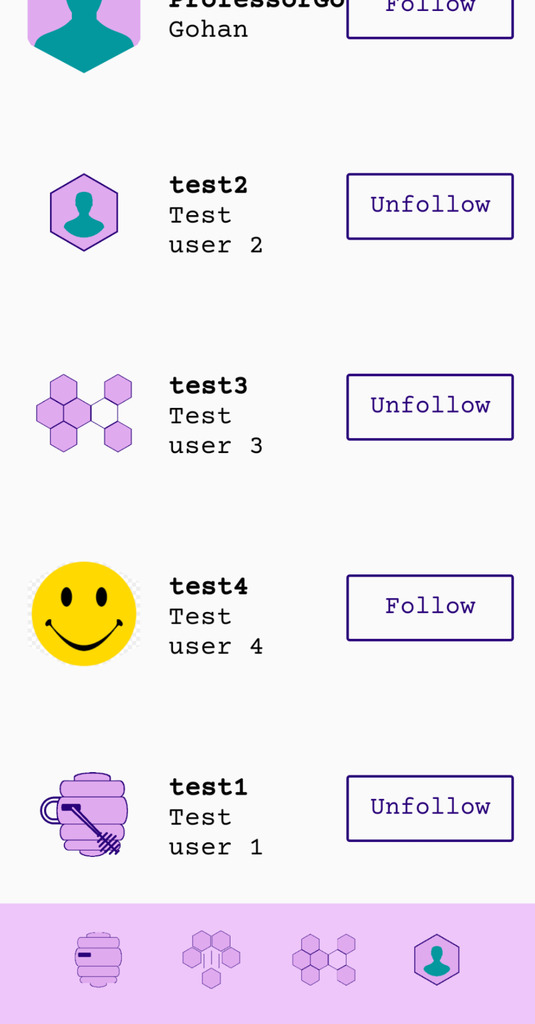 ProfessorGo
Follow
Gohan
test2
Test
user 2
Unfollow
test3
Test
user 3
Unfollow
test4
Test
user 4
Follow
test1
Test
user 1
Unfollow